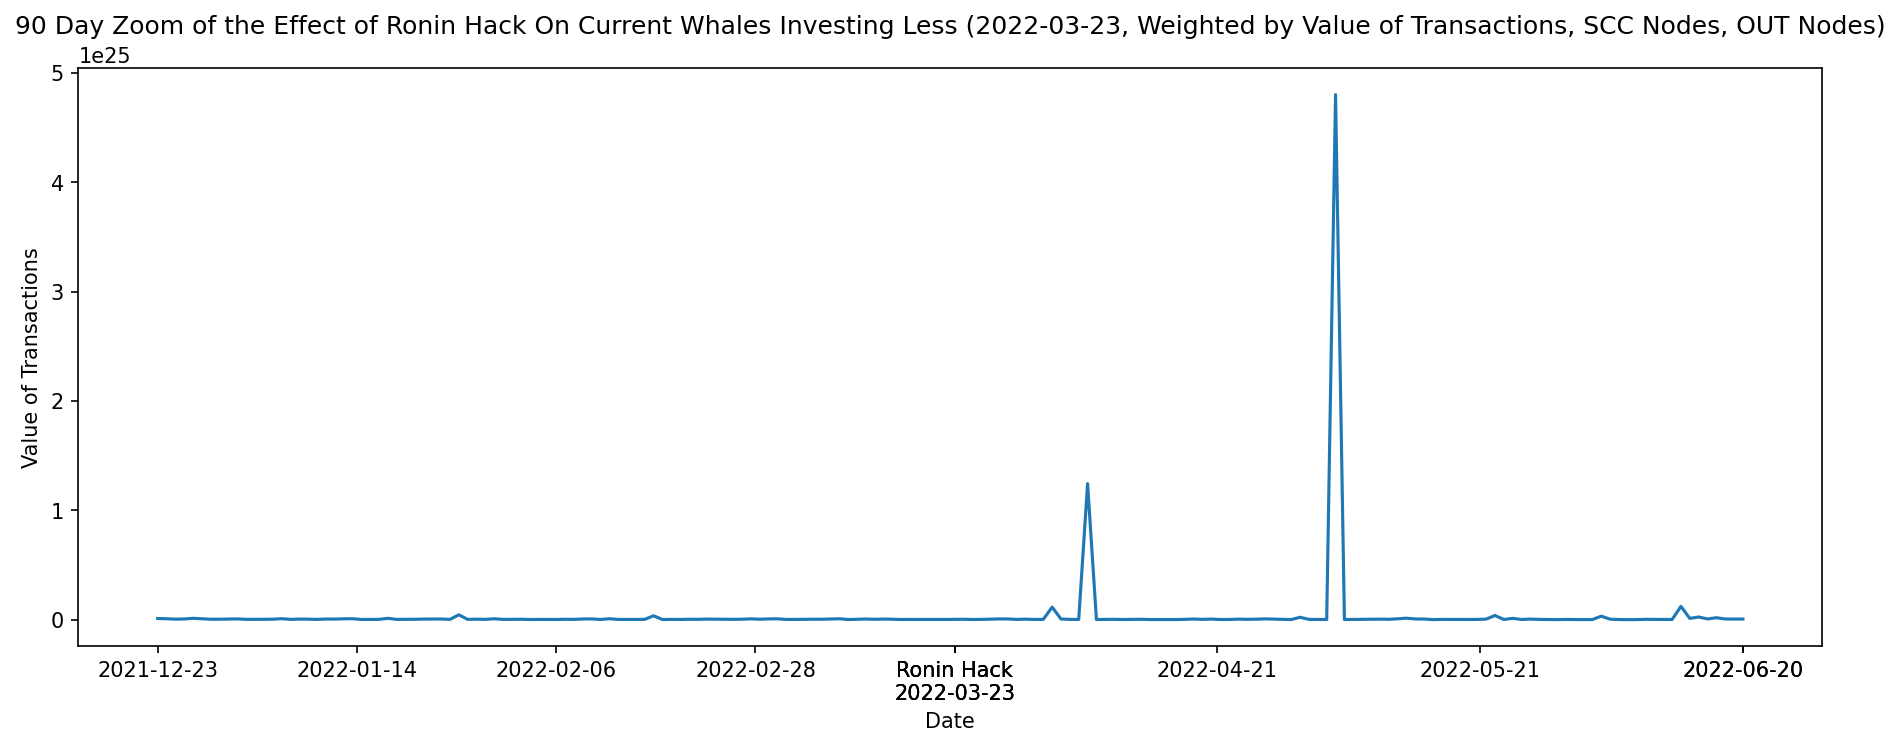 90 Day Zoom of the Effect of Ronin Hack On Current Whales Investing Less (2022-03-23, Weighted by Value of Transactions, SCC Nodes, OUT Nodes)
1e25
5
4
3
2
1
0
Value of Transactions
2021-12-23 2022-01-14 2022-02-06 2022-02-28 Ronin Hack 2022-04-21 2022-05-21 2022-06-20
2022-03-23
Date